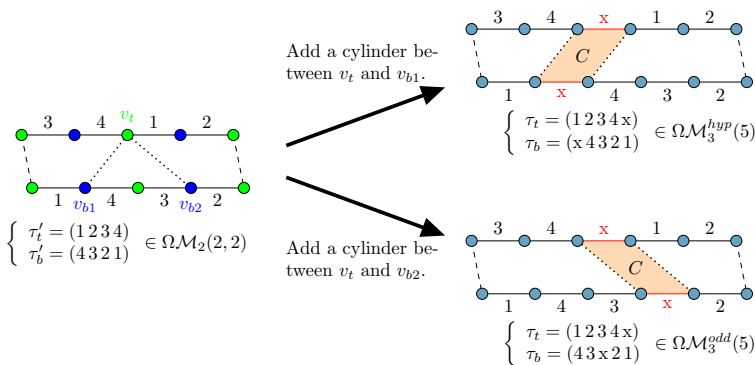 3 4 v_t 1 2
1 v_{b1} 4 3 v_{b2} 2
{ τ'_t = (1 2 3 4)
τ'_b = (4 3 2 1) ∈ ΩM_2(2, 2)
Add a cylinder be-
tween v_t and v_{b1}.
Add a cylinder be-
tween v_t and v_{b2}.
3 4 x 1 2
C
1 x 4 3 2
{ τ_t = (1 2 3 4 x)
τ_b = (x 4 3 2 1) ∈ ΩM_3^{hyp}(5)
3 4 x 1 2
C
1 4 3 x 2
{ τ_t = (1 2 3 4 x)
τ_b = (4 3 x 2 1) ∈ ΩM_3^{odd}(5)